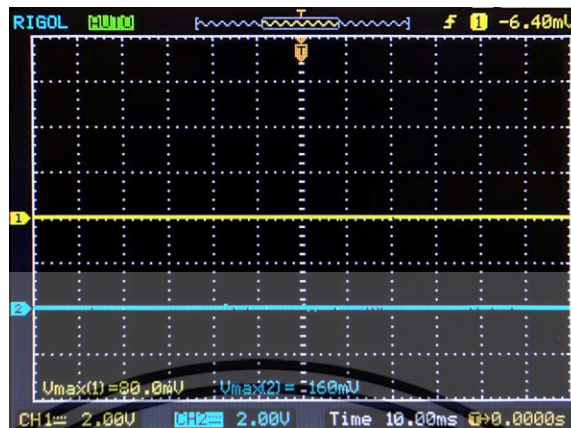 RIGOL AUTO T 1 -6.40mV
T
1
2
Vmax(1)=80.0mV Vmax(2)= 160mV
CH1 2.00V CH2 2.00V Time 10.00ms T→0.0000s